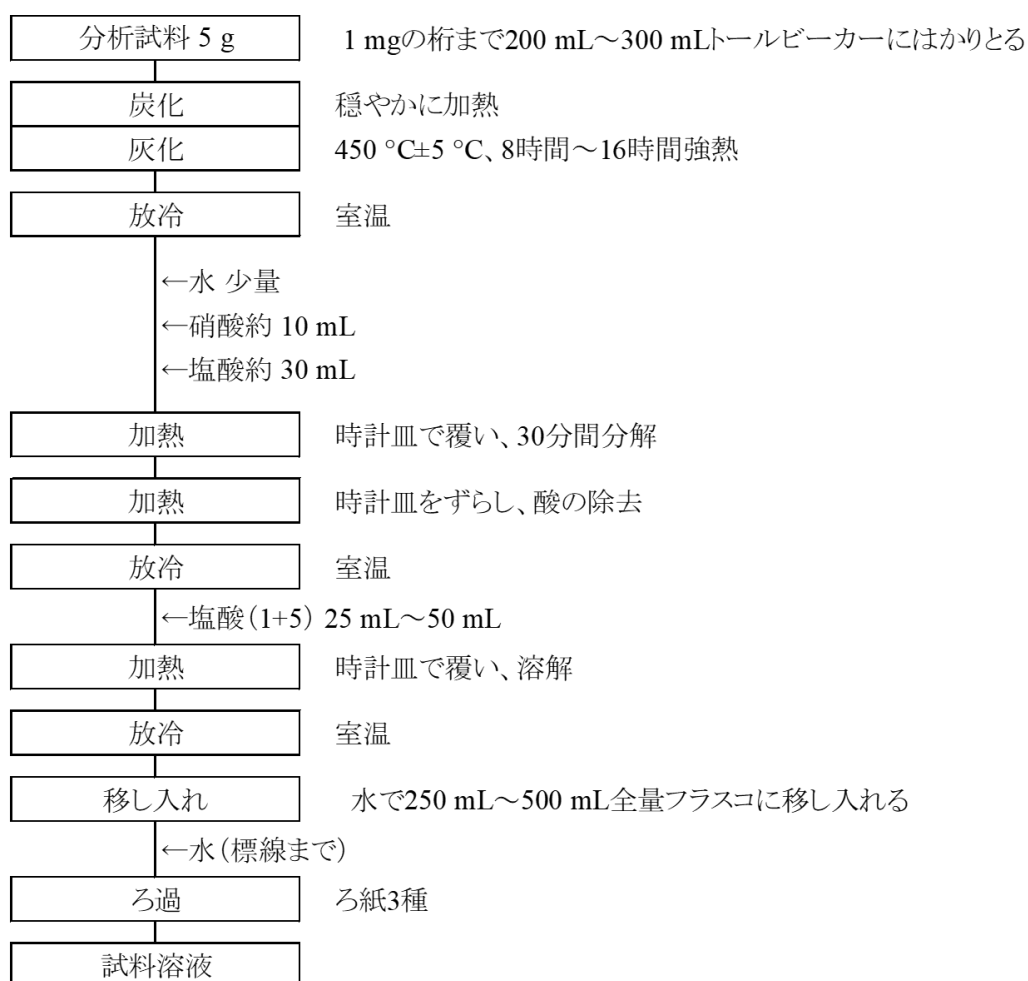 分析試料 5 g 1 mgの桁まで200 mL～300 mLトールビーカーにはかりとる
炭化 穏やかに加熱
灰化 450 °C±5 °C、8時間～16時間強熱
放冷 室温
←水 少量
←硝酸約 10 mL
←塩酸約 30 mL
加熱 時計皿で覆い、30分間分解
加熱 時計皿をずらし、酸の除去
放冷 室温
←塩酸（1+5） 25 mL～50 mL
加熱 時計皿で覆い、溶解
放冷 室温
移し入れ 水で250 mL～500 mL全量フラスコに移し入れる
←水（標線まで）
ろ過 ろ紙3種
試料溶液